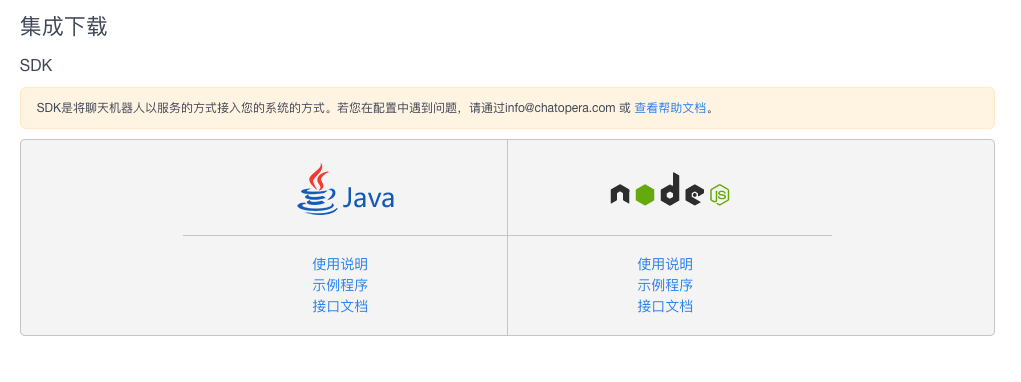 集成下载
SDK
SDK是将聊天机器人以服务的方式接入您的系统的方式。若您在配置中遇到问题，请通过info@chatopera.com 或 查看帮助文档。
Java
node JS
使用说明
示例程序
接口文档
使用说明
示例程序
接口文档